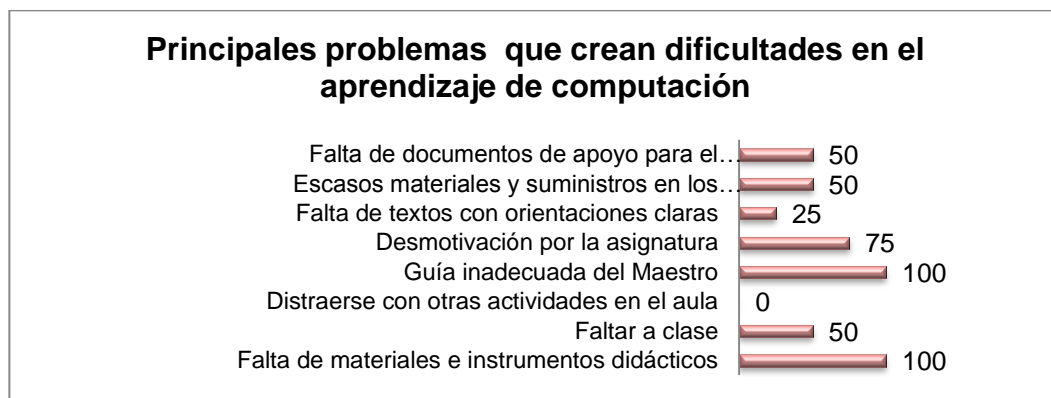 Principales problemas que crean dificultades en el
aprendizaje de computación
Falta de documentos de apoyo para el… 50
Escasos materiales y suministros en los… 50
Falta de textos con orientaciones claras 25
Desmotivación por la asignatura 75
Guía inadecuada del Maestro 100
Distraerse con otras actividades en el aula 0
Faltar a clase 50
Falta de materiales e instrumentos didácticos 100